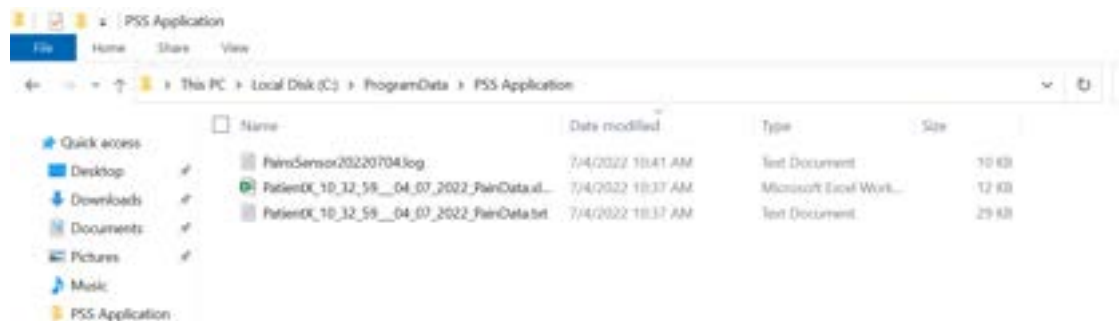 PSS Application
File Home Share View
This PC > Local Disk (C:) > ProgramData > PSS Application
Name Date modified Type Size
Quick access
Desktop
Downloads
Documents
Pictures
Music
PSS Application
PainsSensor20220704.log 7/4/2022 10:41 AM Text Document 10 KB
PatientX_10_32_59__04_07_2022_PainData.xl... 7/4/2022 10:37 AM Microsoft Excel Work... 12 KB
PatientX_10_32_59__04_07_2022_PainData.txt 7/4/2022 10:37 AM Text Document 29 KB